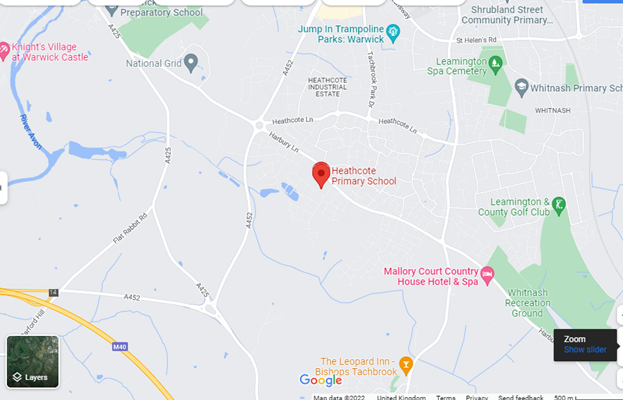 Preparatory School
Shrubland Street
Community Primary...
Jump In Trampoline
Parks: Warwick
St Helen's Rd
A425
Knight's Village
at Warwick Castle
National Grid
Tachbrook Park Dr
Leamington
Spa Cemetery
Whitnash Primary Sch
HEATHCOTE
INDUSTRIAL
ESTATE
A452
WHITNASH
River Avon
Heathcote Ln
Heathcote Ln
Harbury Ln
A425
Heathcote
Primary School
Leamington &
County Golf Club
Flat Rabbit Rd
A452
Mallory Court Country
House Hotel & Spa
A425
14
A452
Whitnash
Recreation
Ground
M40
Zoom
Show slider
The Leopard Inn -
Bishops Tachbrook
Layers
Google
Map data ©2022 United Kingdom Terms Privacy Send feedback 500 m